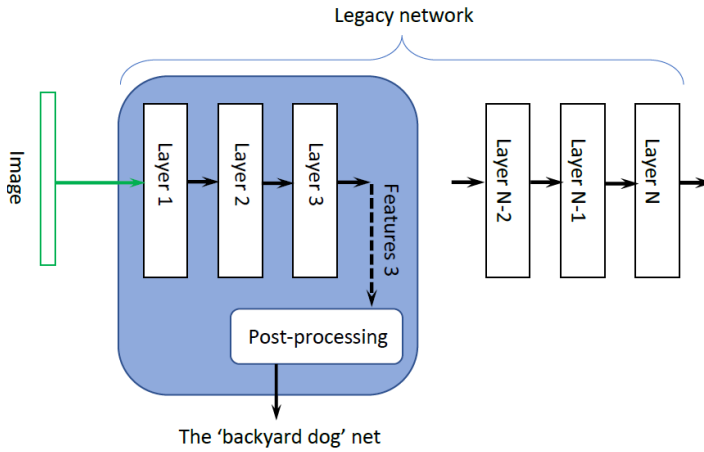 Legacy network
Image
Layer 1
Layer 2
Layer 3
Features 3
Layer N-2
Layer N-1
Layer N
Post-processing
The ‘backyard dog’ net